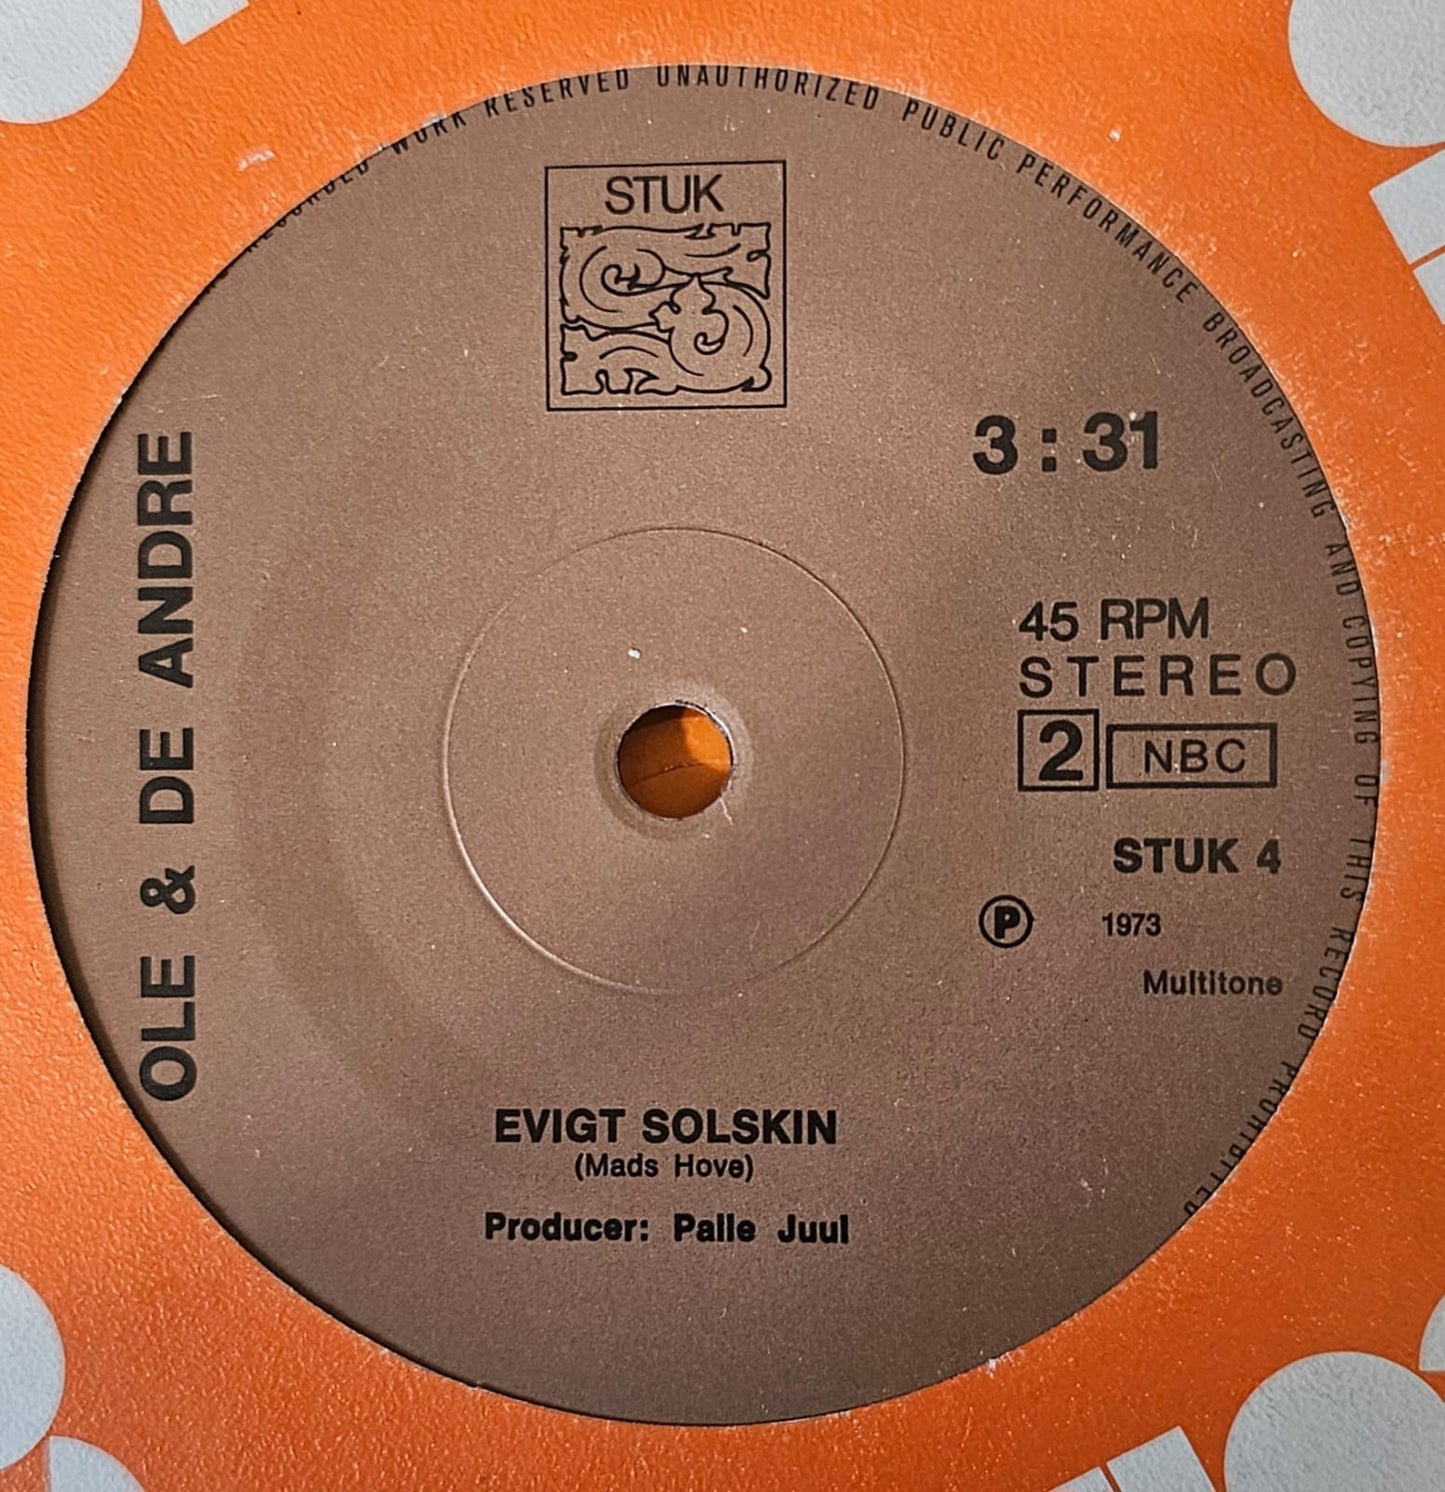 RECORDED WORK RESERVED UNAUTHORIZED PUBLIC PERFORMANCE BROADCASTING AND COPYING OF THIS RECORD PROHIBITED
STUK
3 : 31
OLE & DE ANDRE
45 RPM
STEREO
2 NBC
STUK 4
P 1973
Multitone
EVIGT SOLSKIN
(Mads Hove)
Producer: Palle Juul